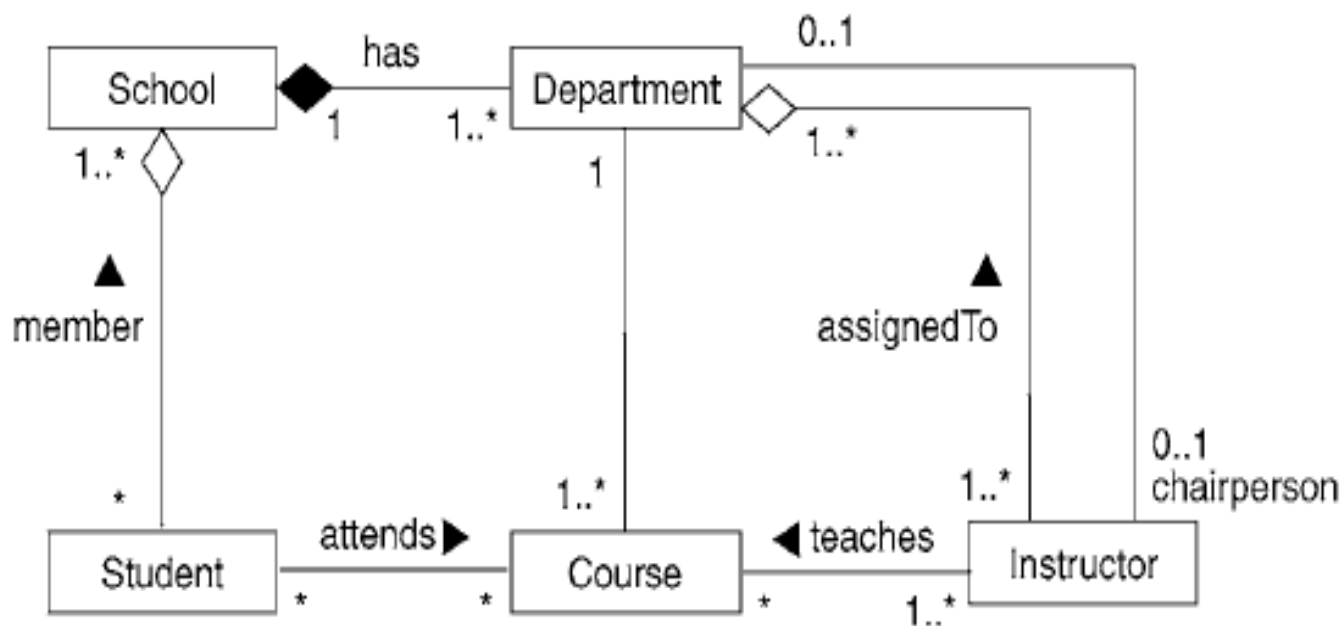 0..1
has
School
Department
1
1..*
1..*
1..*
1
member
assignedTo
0..1
chairperson
*
1..*
1..*
attends
teaches
Student
Course
Instructor
*
*
*
1..*